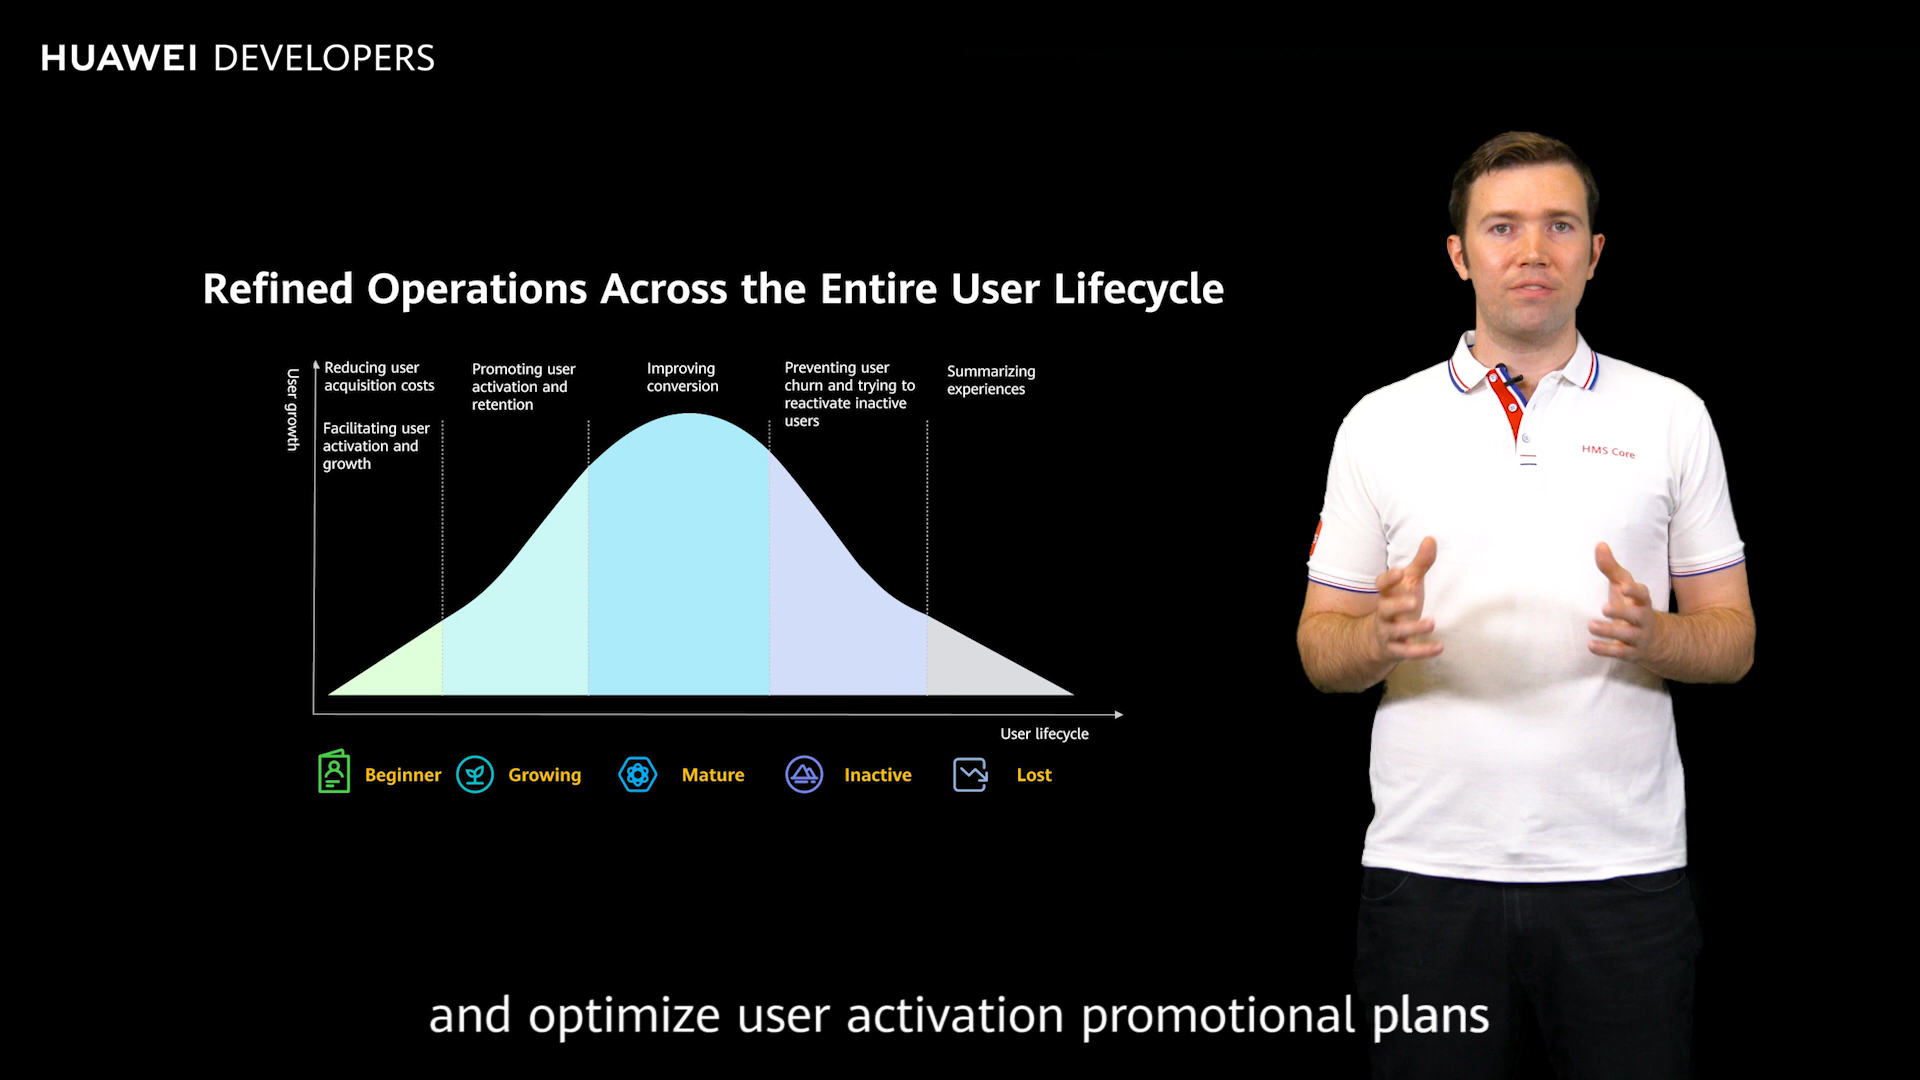 HUAWEI DEVELOPERS
Refined Operations Across the Entire User Lifecycle
User growth
Reducing user
acquisition costs
Facilitating user
activation and
growth
Promoting user
activation and
retention
Improving
conversion
Preventing user
churn and trying to
reactivate inactive
users
Summarizing
experiences
HMS Core
User lifecycle
Beginner
Growing
Mature
Inactive
Lost
and optimize user activation promotional plans